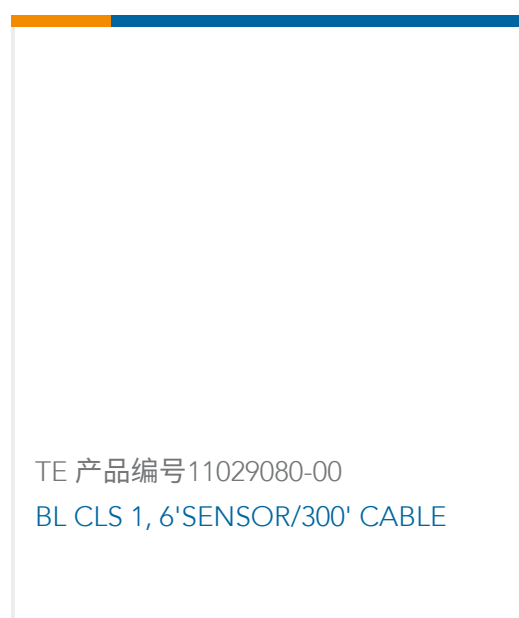 TE 产品编号11029080-00
BL CLS 1, 6'SENSOR/300' CABLE